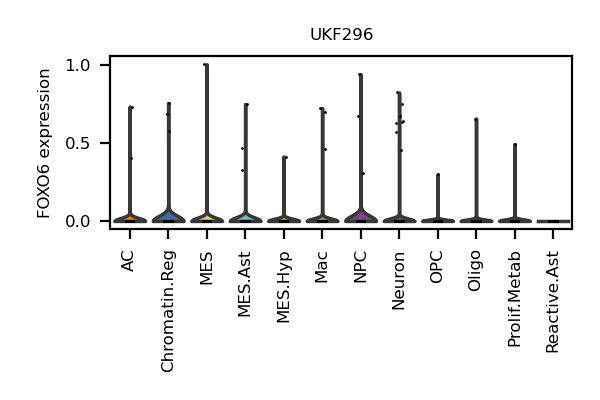 UKF296
FOXO6 expression
1.0
0.5
0.0
AC
Chromatin.Reg
MES
MES.Ast
MES.Hyp
Mac
NPC
Neuron
OPC
Oligo
Prolif.Metab
Reactive.Ast